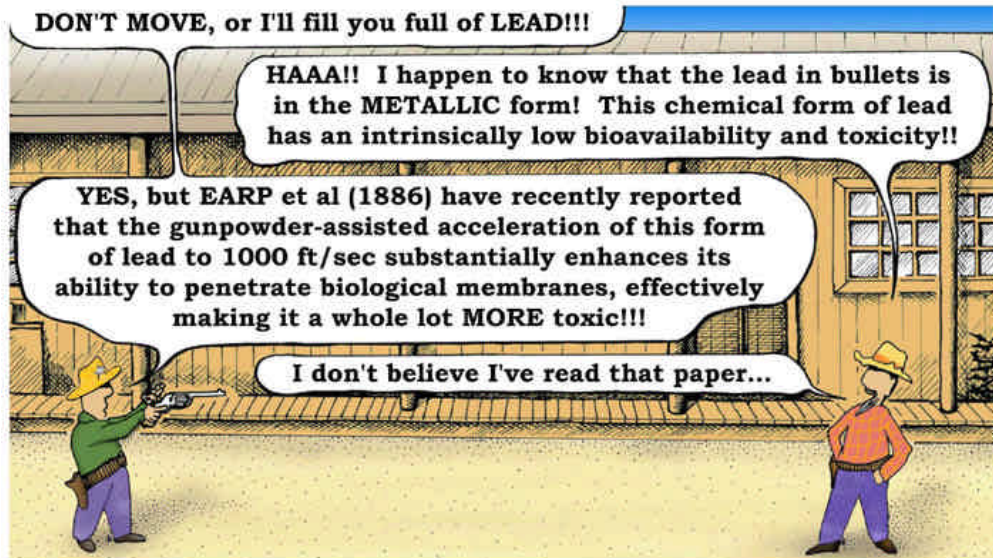 DON'T MOVE, or I'll fill you full of LEAD!!!
HAAA!! I happen to know that the lead in bullets is
in the METALLIC form! This chemical form of lead
has an intrinsically low bioavailability and toxicity!!
YES, but EARP et al (1886) have recently reported
that the gunpowder-assisted acceleration of this form
of lead to 1000 ft/sec substantially enhances its
ability to penetrate biological membranes, effectively
making it a whole lot MORE toxic!!!
I don't believe I've read that paper...